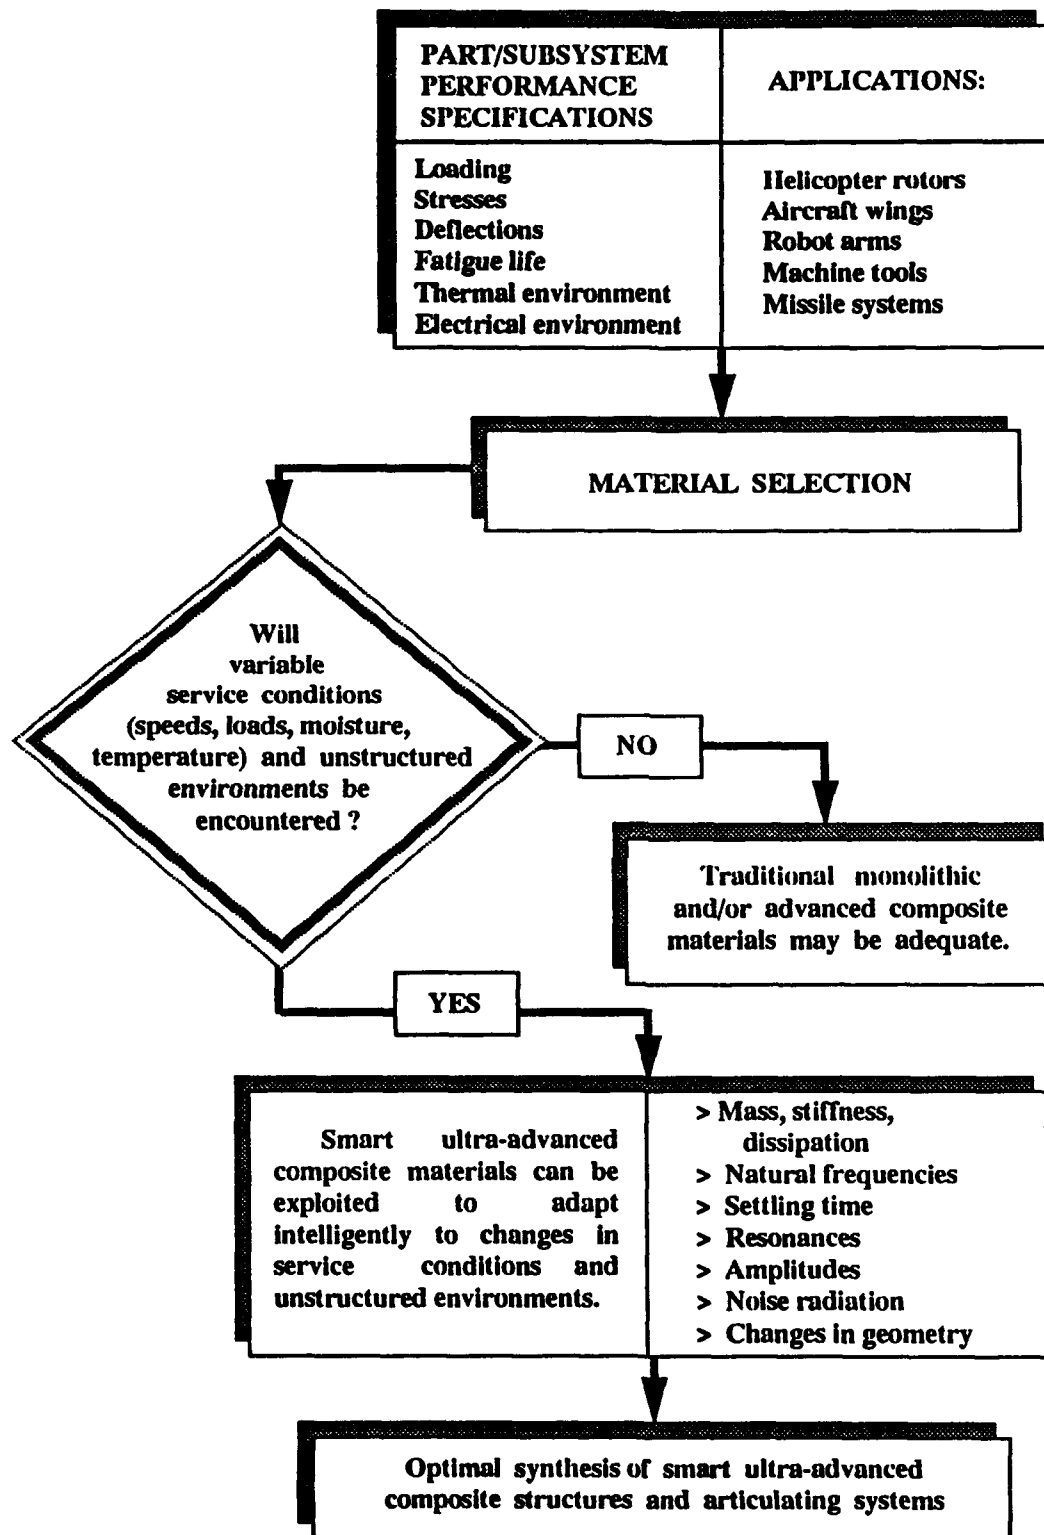 PART/SUBSYSTEM
PERFORMANCE
SPECIFICATIONS
APPLICATIONS:
Loading
Stresses
Deflections
Fatigue life
Thermal environment
Electrical environment
Helicopter rotors
Aircraft wings
Robot arms
Machine tools
Missile systems
MATERIAL SELECTION
Will
variable
service conditions
(speeds, loads, moisture,
temperature) and unstructured
environments be
encountered ?
NO
Traditional monolithic
and/or advanced composite
materials may be adequate.
YES
Smart ultra-advanced
composite materials can be
exploited to adapt
intelligently to changes in
service conditions and
unstructured environments.
> Mass, stiffness,
dissipation
> Natural frequencies
> Settling time
> Resonances
> Amplitudes
> Noise radiation
> Changes in geometry
Optimal synthesis of smart ultra-advanced
composite structures and articulating systems